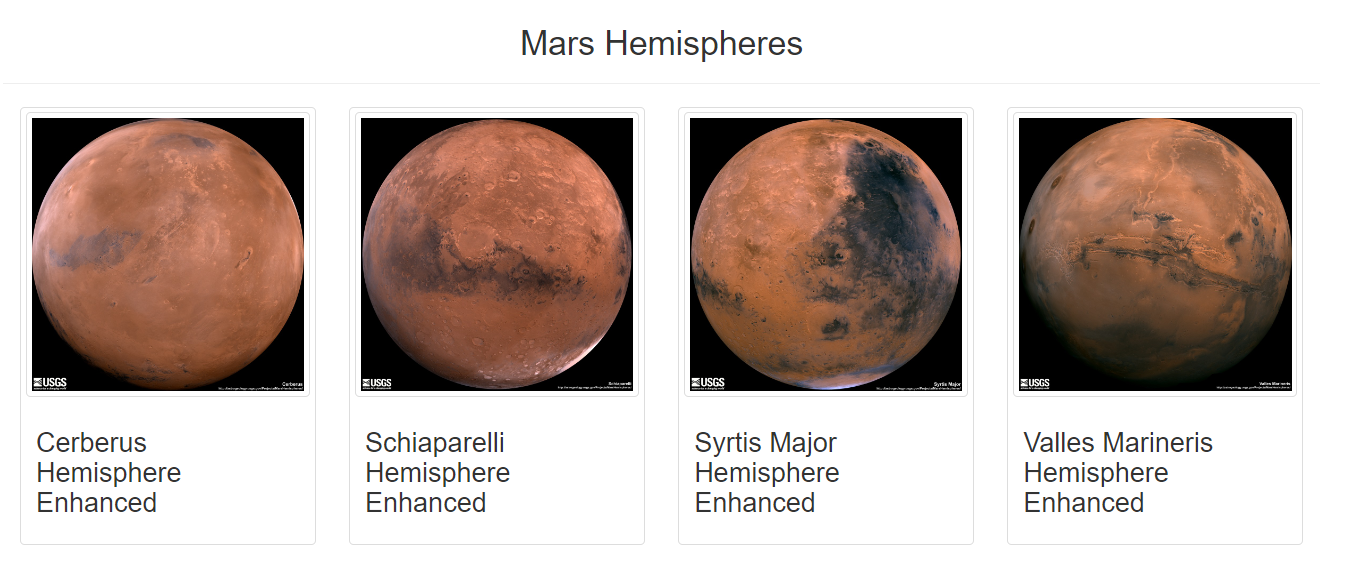 Mars Hemispheres
USGS
Cerberus
USGS
Schiaparelli
USGS
Syrtis Major
USGS
Valles Marineris
Cerberus
Hemisphere
Enhanced
Schiaparelli
Hemisphere
Enhanced
Syrtis Major
Hemisphere
Enhanced
Valles Marineris
Hemisphere
Enhanced